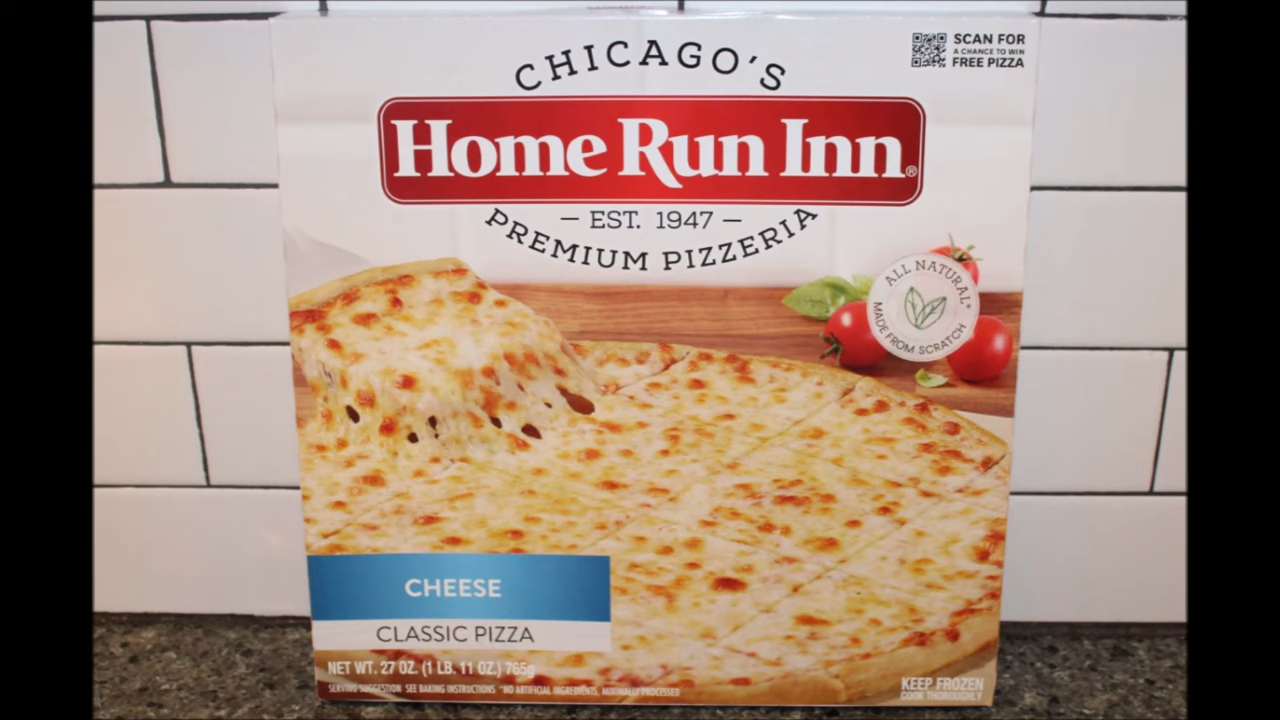 CHICAGO'S
SCAN FOR
A CHANCE TO WIN
FREE PIZZA
Home Run Inn®
— EST. 1947 —
PREMIUM PIZZERIA
ALL NATURAL*
MADE FROM SCRATCH
CHEESE
CLASSIC PIZZA
NET WT. 27 OZ. (1 LB. 11 OZ.) 765g
SERVING SUGGESTION SEE BAKING INSTRUCTIONS *NO ARTIFICIAL INGREDIENTS, MINIMALLY PROCESSED
KEEP FROZEN
COOK THOROUGHLY